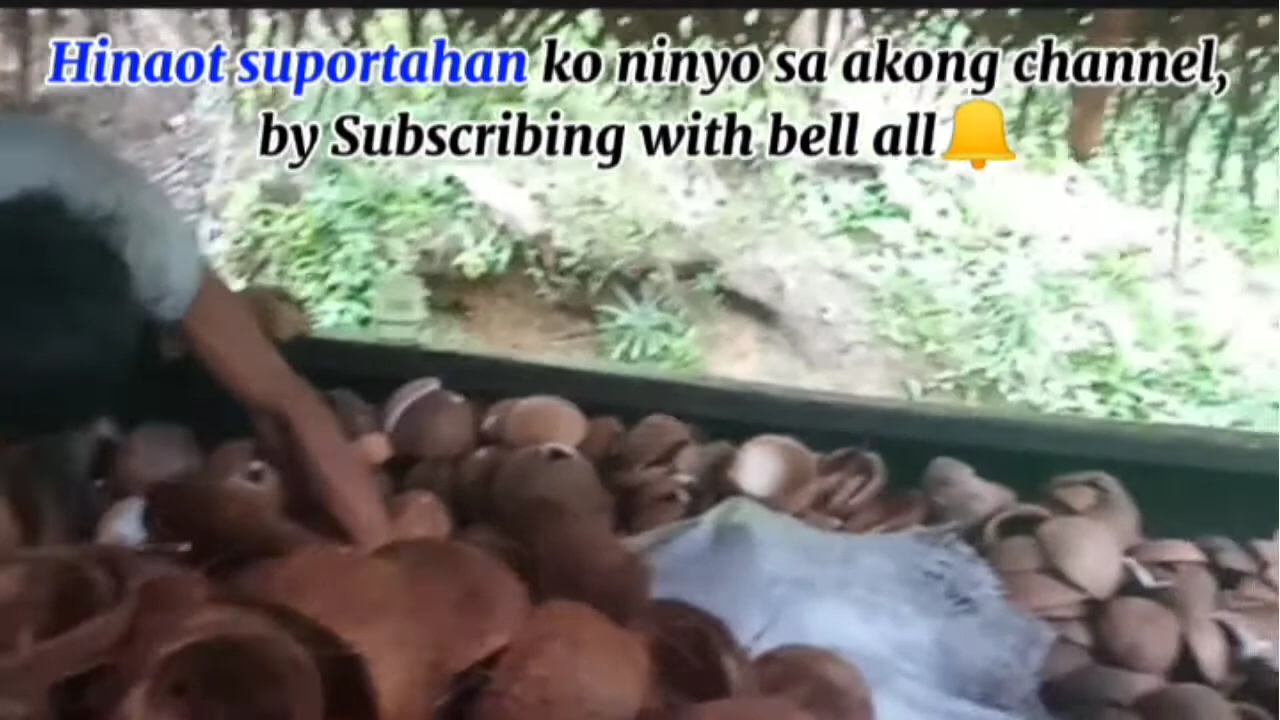 Hinaot suportahan ko ninyo sa akong channel,
by Subscribing with bell all🔔